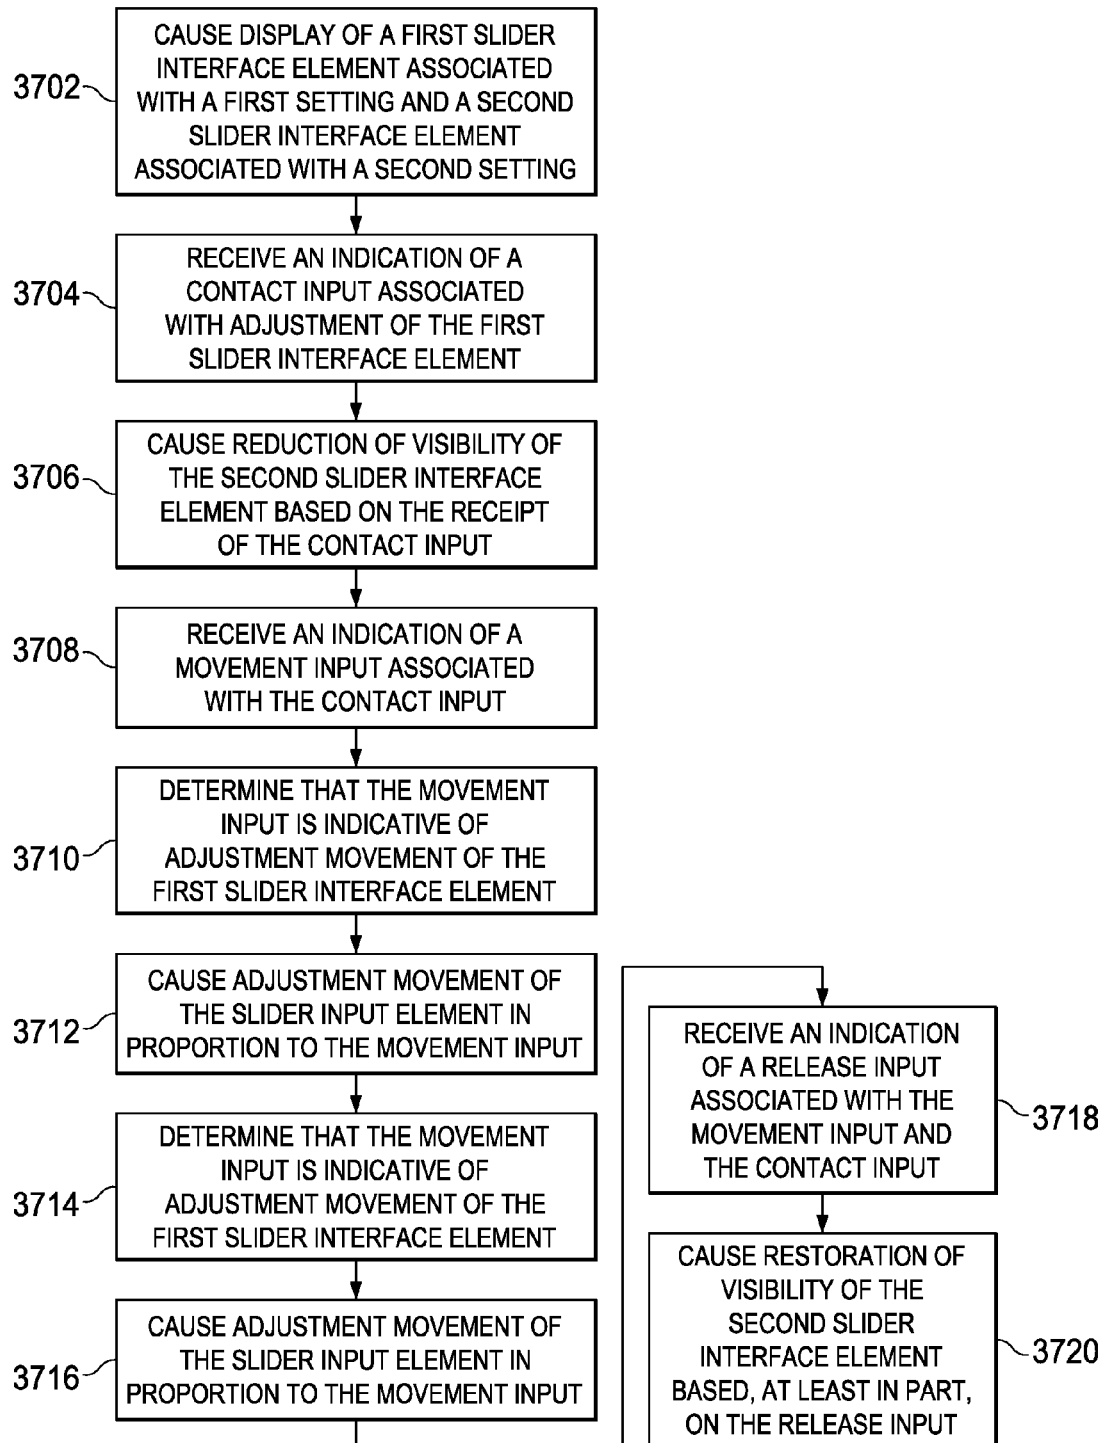 3702
CAUSE DISPLAY OF A FIRST SLIDER
INTERFACE ELEMENT ASSOCIATED
WITH A FIRST SETTING AND A SECOND
SLIDER INTERFACE ELEMENT
ASSOCIATED WITH A SECOND SETTING
3704
RECEIVE AN INDICATION OF A
CONTACT INPUT ASSOCIATED
WITH ADJUSTMENT OF THE FIRST
SLIDER INTERFACE ELEMENT
3706
CAUSE REDUCTION OF VISIBILITY OF
THE SECOND SLIDER INTERFACE
ELEMENT BASED ON THE RECEIPT
OF THE CONTACT INPUT
3708
RECEIVE AN INDICATION OF A
MOVEMENT INPUT ASSOCIATED
WITH THE CONTACT INPUT
3710
DETERMINE THAT THE MOVEMENT
INPUT IS INDICATIVE OF
ADJUSTMENT MOVEMENT OF THE
FIRST SLIDER INTERFACE ELEMENT
3712
CAUSE ADJUSTMENT MOVEMENT OF
THE SLIDER INPUT ELEMENT IN
PROPORTION TO THE MOVEMENT INPUT
3714
DETERMINE THAT THE MOVEMENT
INPUT IS INDICATIVE OF
ADJUSTMENT MOVEMENT OF THE
FIRST SLIDER INTERFACE ELEMENT
3716
CAUSE ADJUSTMENT MOVEMENT OF
THE SLIDER INPUT ELEMENT IN
PROPORTION TO THE MOVEMENT INPUT
RECEIVE AN INDICATION
OF A RELEASE INPUT
ASSOCIATED WITH THE
MOVEMENT INPUT AND
THE CONTACT INPUT
3718
CAUSE RESTORATION OF
VISIBILITY OF THE
SECOND SLIDER
INTERFACE ELEMENT
BASED, AT LEAST IN PART,
ON THE RELEASE INPUT
3720